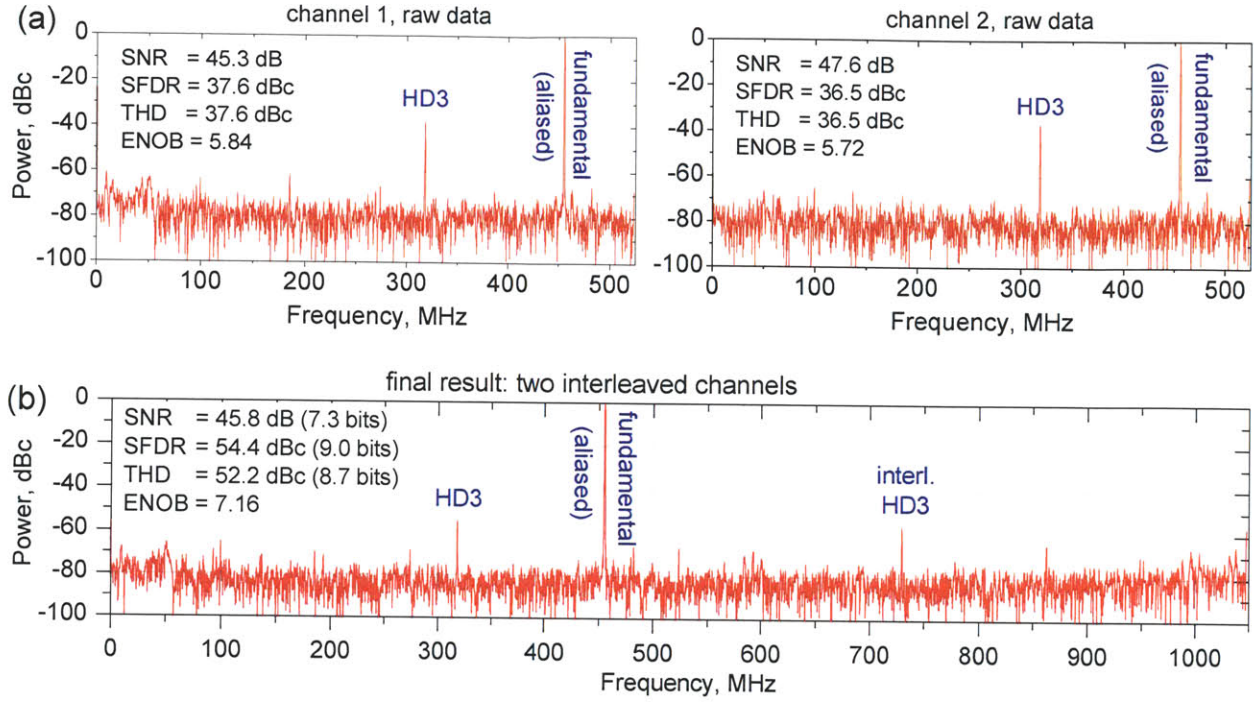 (a)
channel 1, raw data
0
-20
-40
-60
-80
-100
Power, dBc
SNR = 45.3 dB
SFDR = 37.6 dBc
THD = 37.6 dBc
ENOB = 5.84
HD3
fundamental
(aliased)
0 100 200 300 400 500
Frequency, MHz
channel 2, raw data
0
-20
-40
-60
-80
-100
SNR = 47.6 dB
SFDR = 36.5 dBc
THD = 36.5 dBc
ENOB = 5.72
HD3
fundamental
(aliased)
0 100 200 300 400 500
Frequency, MHz
(b)
final result: two interleaved channels
0
-20
-40
-60
-80
-100
Power, dBc
SNR = 45.8 dB (7.3 bits)
SFDR = 54.4 dBc (9.0 bits)
THD = 52.2 dBc (8.7 bits)
ENOB = 7.16
HD3
fundamental
(aliased)
interl.
HD3
0 100 200 300 400 500 600 700 800 900 1000
Frequency, MHz